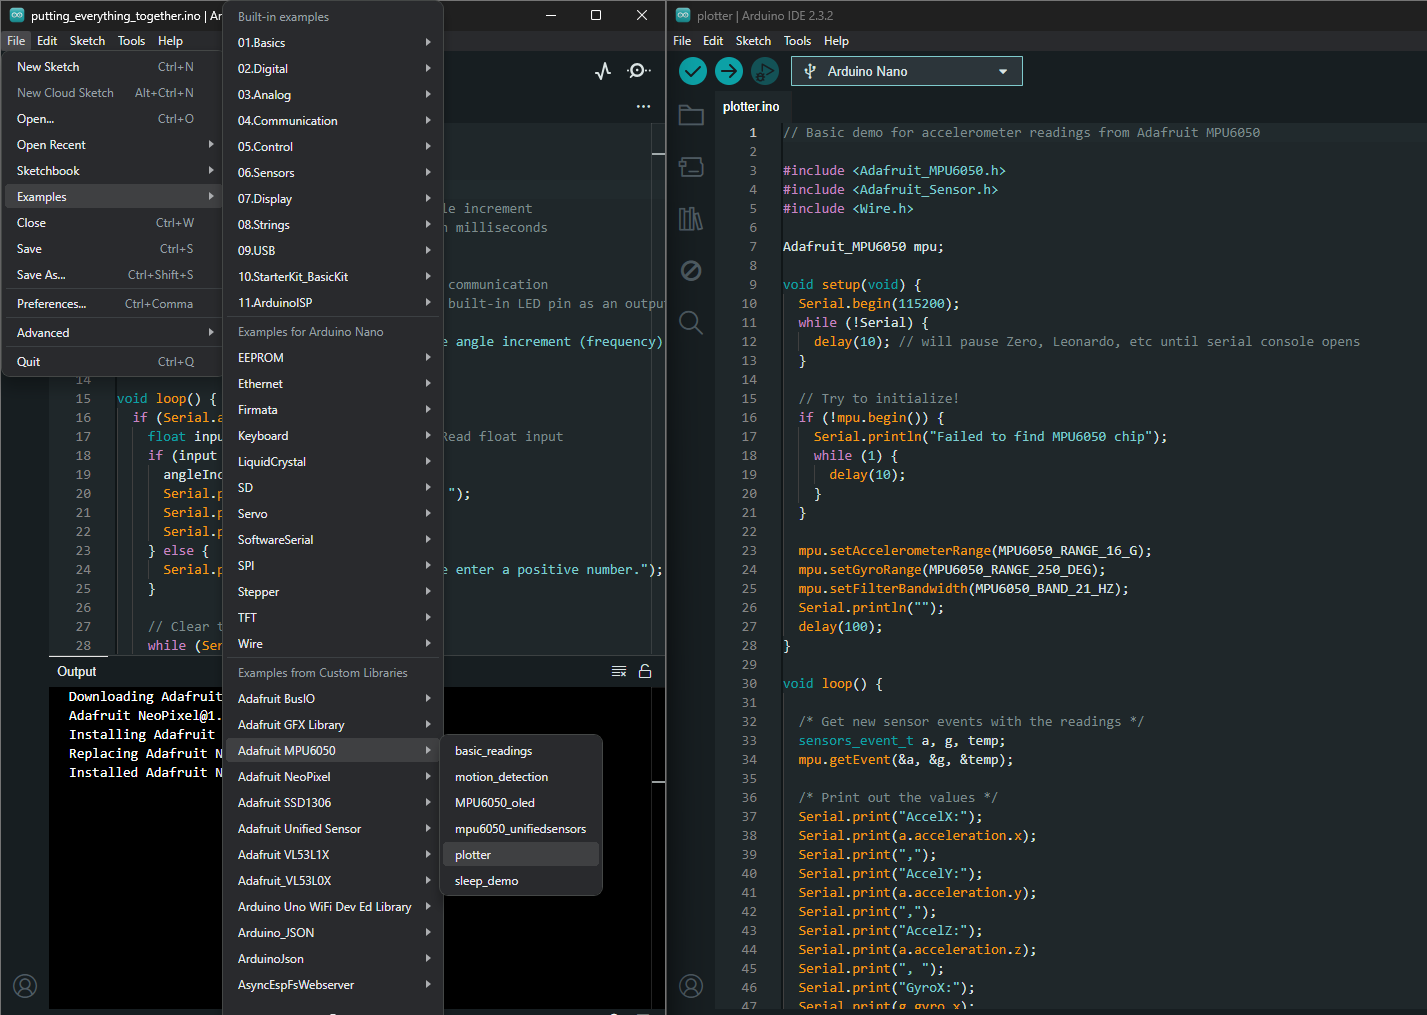 putting_everything_together.ino | Ar
File Edit Sketch Tools Help
New Sketch Ctrl+N
New Cloud Sketch Alt+Ctrl+N
Open... Ctrl+O
Open Recent
Sketchbook
Examples
Close Ctrl+W
Save Ctrl+S
Save As... Ctrl+Shift+S
Preferences... Ctrl+Comma
Advanced
Quit Ctrl+Q
Built-in examples
01.Basics
02.Digital
03.Analog
04.Communication
05.Control
06.Sensors
07.Display
08.Strings
09.USB
10.StarterKit_BasicKit
11.ArduinoISP
Examples for Arduino Nano
EEPROM
Ethernet
Firmata
Keyboard
LiquidCrystal
SD
Servo
SoftwareSerial
SPI
Stepper
TFT
Wire
Examples from Custom Libraries
Adafruit BusIO
Adafruit GFX Library
Adafruit MPU6050
Adafruit NeoPixel
Adafruit SSD1306
Adafruit Unified Sensor
Adafruit VL53L1X
Adafruit_VL53L0X
Arduino Uno WiFi Dev Ed Library
Arduino_JSON
ArduinoJson
AsyncEspFsWebserver
basic_readings
motion_detection
MPU6050_oled
mpu6050_unifiedsensors
plotter
sleep_demo
le increment
n milliseconds
communication
built-in LED pin as an outpu
e angle increment (frequency)
14
15 void loop() {
16 if (Serial.a
17 float inpu Read float input
18 if (input
19 angleInc
20 Serial.p ");
21 Serial.p
22 Serial.p
23 } else {
24 Serial.p e enter a positive number.");
25 }
26
27 // Clear t
28 while (Ser
Output
Downloading Adafruit
Adafruit NeoPixel@1.
Installing Adafruit
Replacing Adafruit N
Installed Adafruit N
plotter | Arduino IDE 2.3.2
File Edit Sketch Tools Help
Arduino Nano
plotter.ino
1 // Basic demo for accelerometer readings from Adafruit MPU6050
2
3 #include <Adafruit_MPU6050.h>
4 #include <Adafruit_Sensor.h>
5 #include <Wire.h>
6
7 Adafruit_MPU6050 mpu;
8
9 void setup(void) {
10 Serial.begin(115200);
11 while (!Serial) {
12 delay(10); // will pause Zero, Leonardo, etc until serial console opens
13 }
14
15 // Try to initialize!
16 if (!mpu.begin()) {
17 Serial.println("Failed to find MPU6050 chip");
18 while (1) {
19 delay(10);
20 }
21 }
22
23 mpu.setAccelerometerRange(MPU6050_RANGE_16_G);
24 mpu.setGyroRange(MPU6050_RANGE_250_DEG);
25 mpu.setFilterBandwidth(MPU6050_BAND_21_HZ);
26 Serial.println("");
27 delay(100);
28 }
29
30 void loop() {
31
32 /* Get new sensor events with the readings */
33 sensors_event_t a, g, temp;
34 mpu.getEvent(&a, &g, &temp);
35
36 /* Print out the values */
37 Serial.print("AccelX:");
38 Serial.print(a.acceleration.x);
39 Serial.print(",");
40 Serial.print("AccelY:");
41 Serial.print(a.acceleration.y);
42 Serial.print(",");
43 Serial.print("AccelZ:");
44 Serial.print(a.acceleration.z);
45 Serial.print(", ");
46 Serial.print("GyroX:");
47 Serial.print(g.gyro.x);